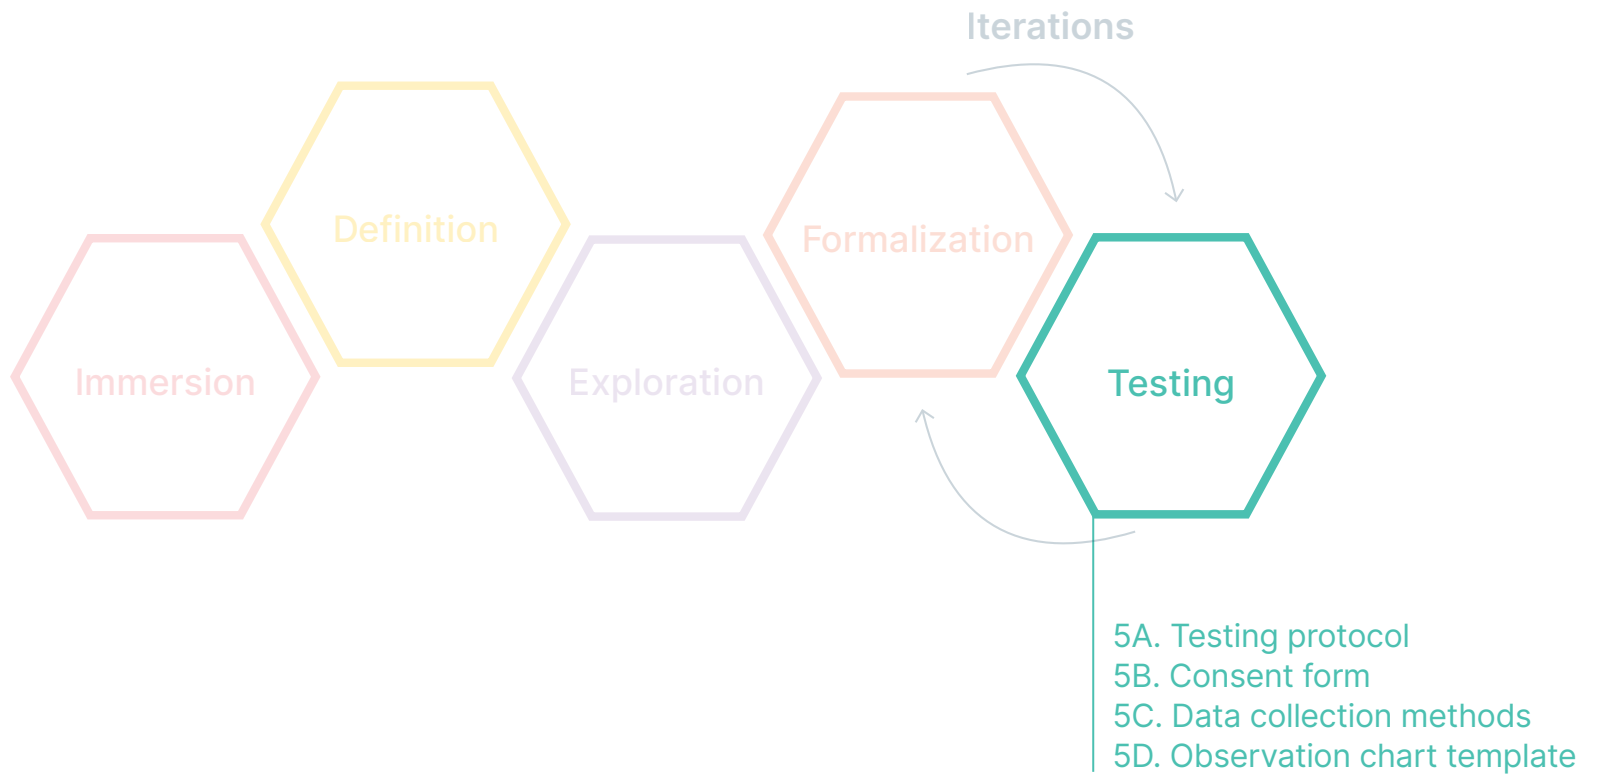 Iterations
Definition
Formalization
Immersion
Exploration
Testing
5A. Testing protocol
5B. Consent form
5C. Data collection methods
5D. Observation chart template